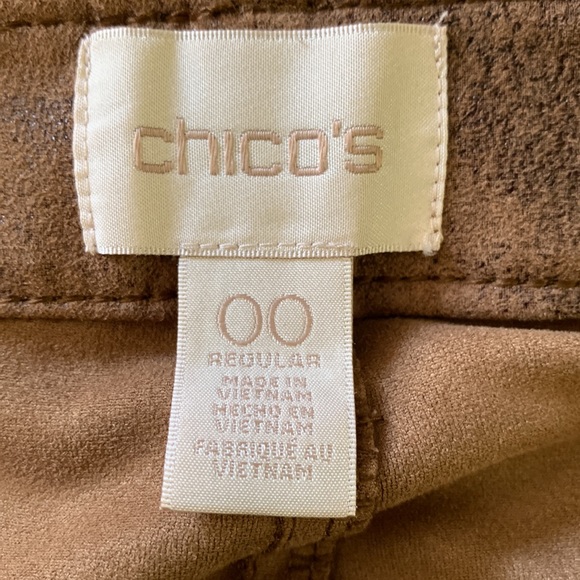 chico's
00
REGULAR
MADE IN
VIETNAM
HECHO EN
VIETNAM
FABRIQUÉ AU
VIETNAM